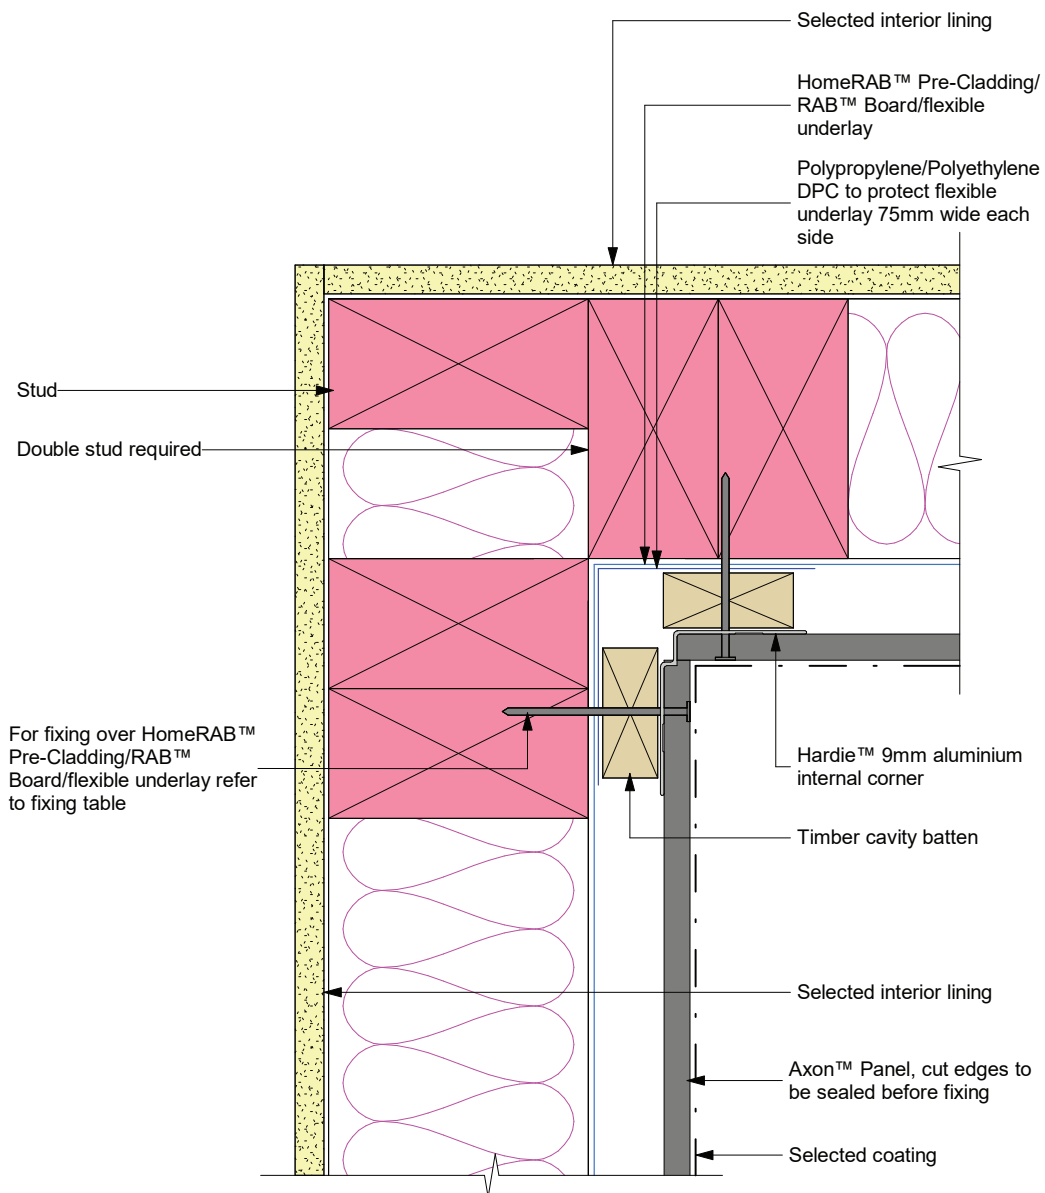 Selected interior lining
HomeRAB™ Pre-Cladding/
RAB™ Board/flexible
underlay
Polypropylene/Polyethylene
DPC to protect flexible
underlay 75mm wide each
side
Stud
Double stud required
For fixing over HomeRAB™
Pre-Cladding/RAB™
Board/flexible underlay refer
to fixing table
Hardie™ 9mm aluminium
internal corner
Timber cavity batten
Selected interior lining
Axon™ Panel, cut edges to
be sealed before fixing
Selected coating